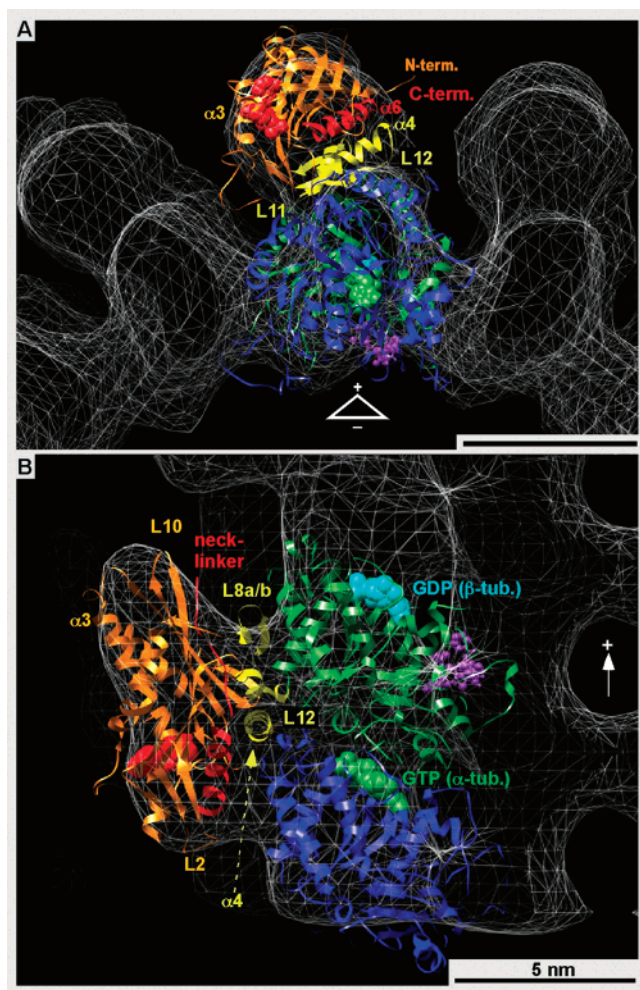 A
N-term.
C-term.
α3
α6
α4
L12
L11
+
–
B
L10
neck-
linker
L8a/b
α3
GDP (β-tub.)
+
L12
GTP (α-tub.)
L2
α4
5 nm